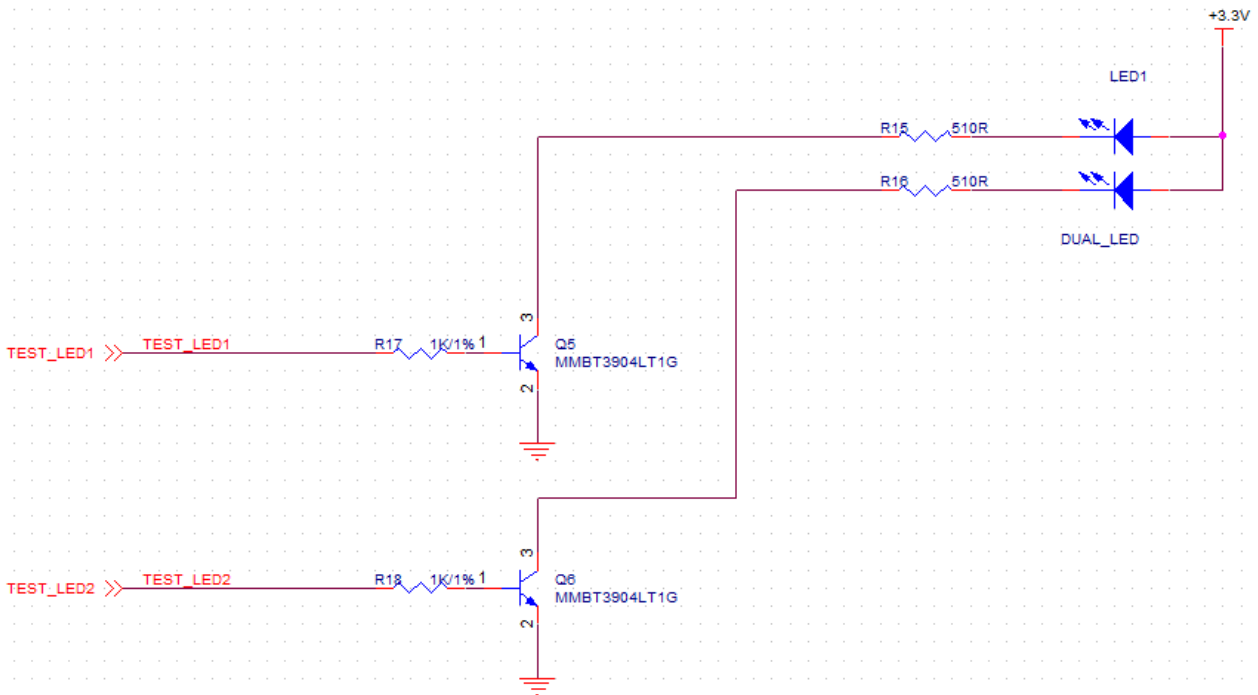 +3.3V
LED1
R15 510R
R16 510R
DUAL_LED
3
TEST_LED1 TEST_LED1 R17 1K/1% 1 Q5
MMBT3904LT1G
2
3
TEST_LED2 TEST_LED2 R18 1K/1% 1 Q6
MMBT3904LT1G
2